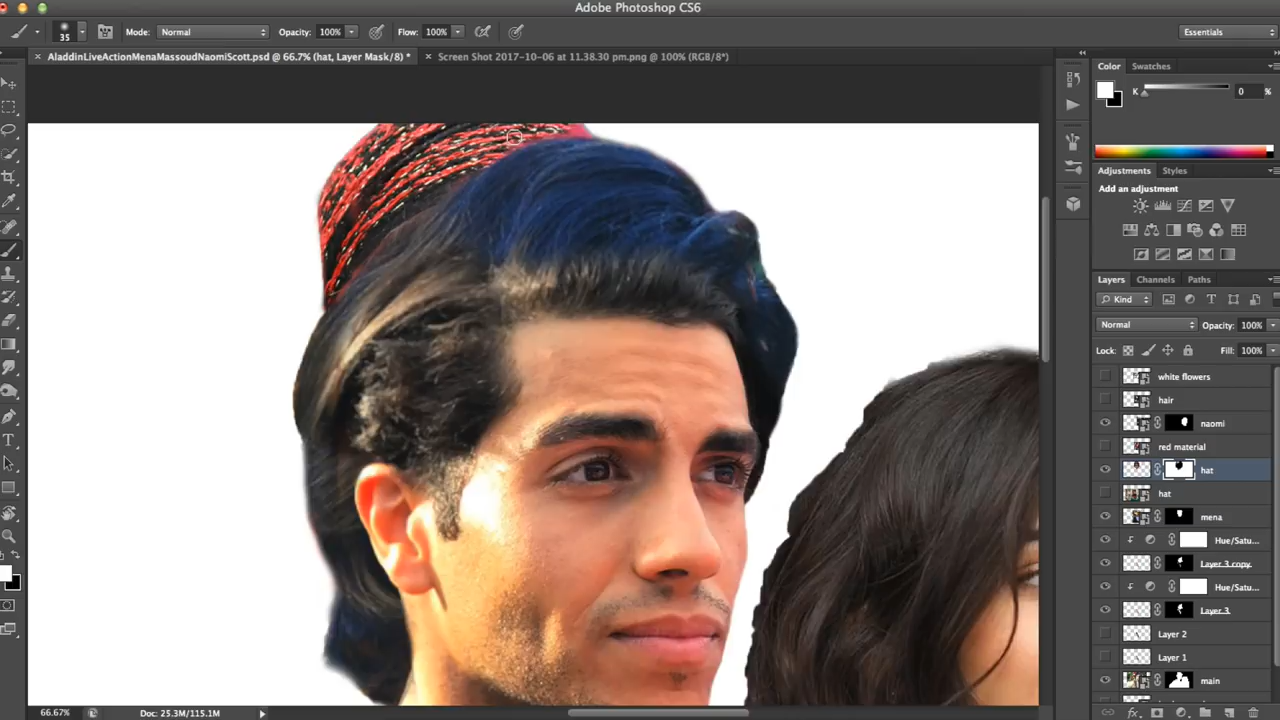 Adobe Photoshop CS6
35 Mode: Normal Opacity: 100% Flow: 100% Essentials
AladdinLiveActionMenaMassoudNaomiScott.psd @ 66.7% (hat, Layer Mask/8) * Screen Shot 2017-10-06 at 11.38.30 pm.png @ 100% (RGB/8*)
Color Swatches
K 0 %
Adjustments Styles
Add an adjustment
Layers Channels Paths
Kind
Normal Opacity: 100%
Lock: Fill: 100%
white flowers
hair
naomi
red material
hat
hat
mena
Hue/Satu...
Layer 3 copy
Hue/Satu...
Layer 3
Layer 2
Layer 1
main
66.67% Doc: 25.3M/115.1M
fx